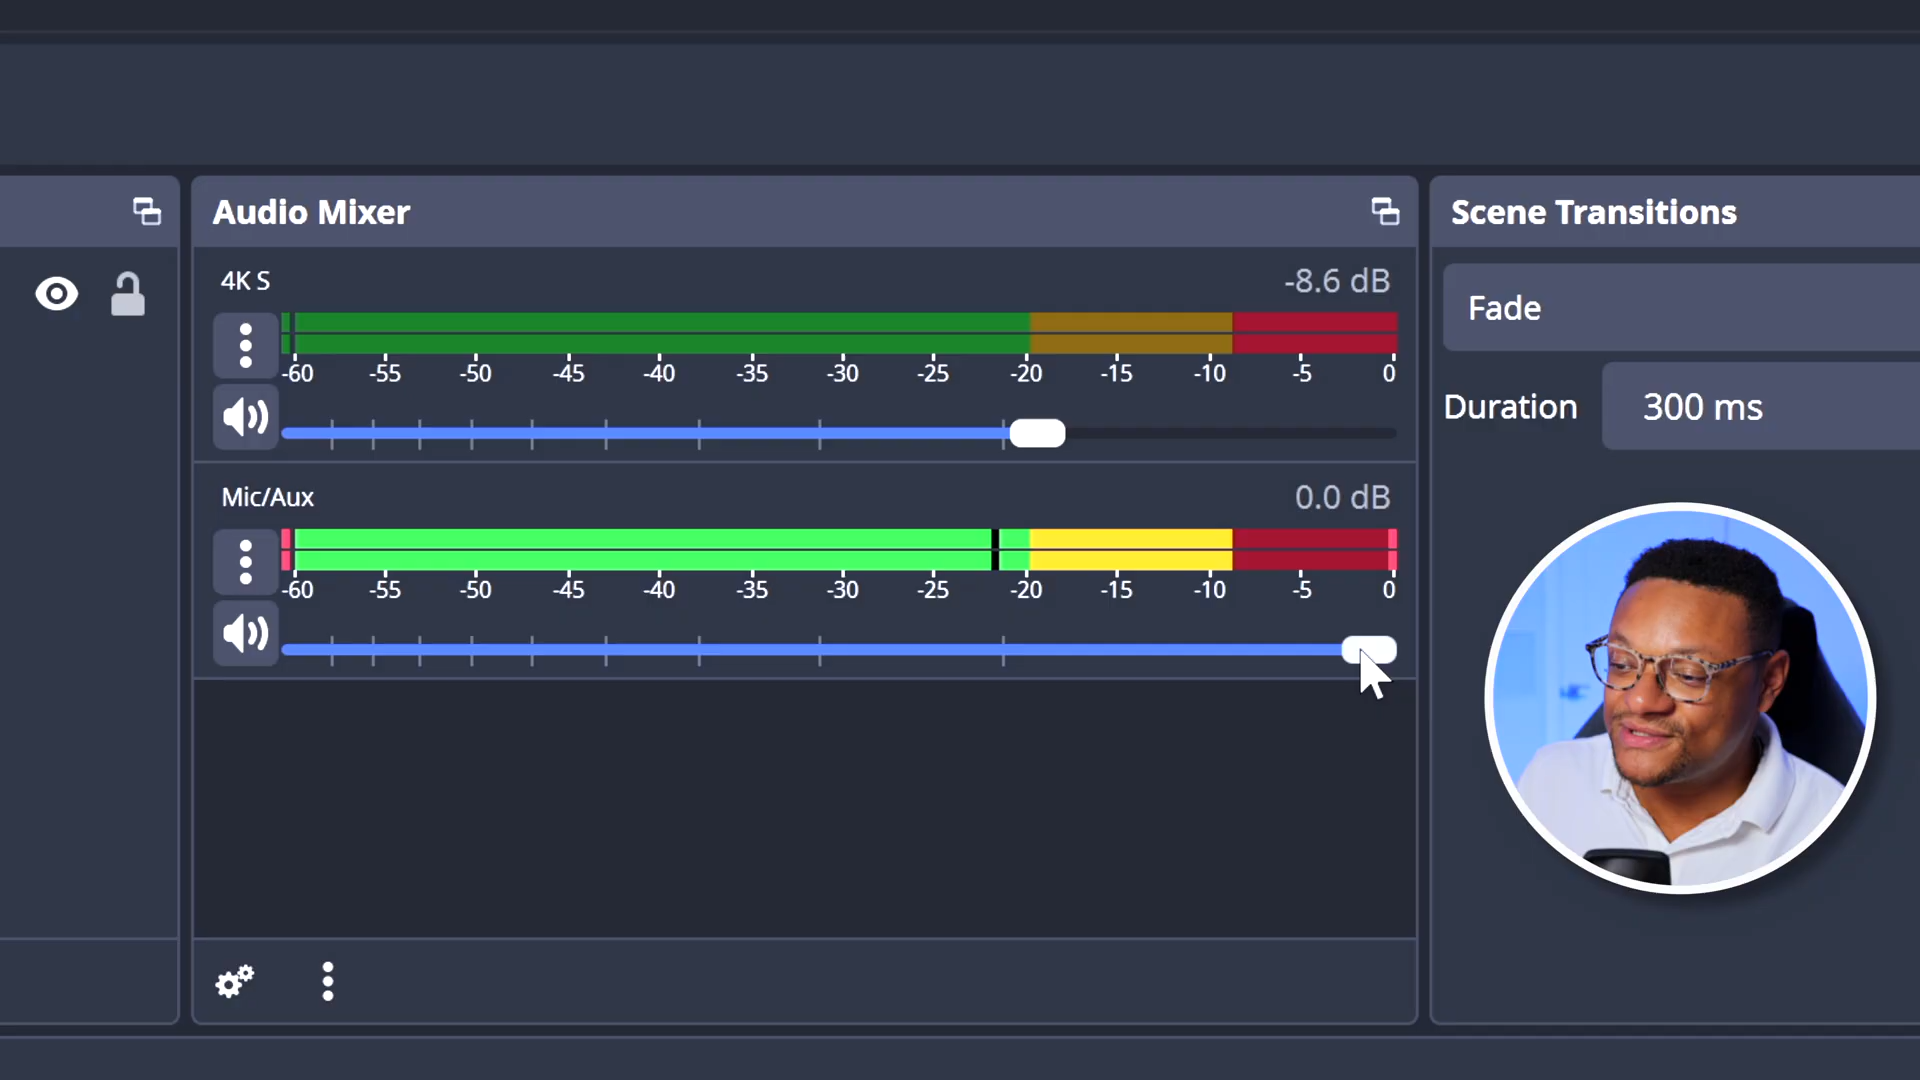 Audio Mixer
4K S
-8.6 dB
-60 -55 -50 -45 -40 -35 -30 -25 -20 -15 -10 -5 0
Mic/Aux
0.0 dB
-60 -55 -50 -45 -40 -35 -30 -25 -20 -15 -10 -5 0
Scene Transitions
Fade
Duration
300 ms